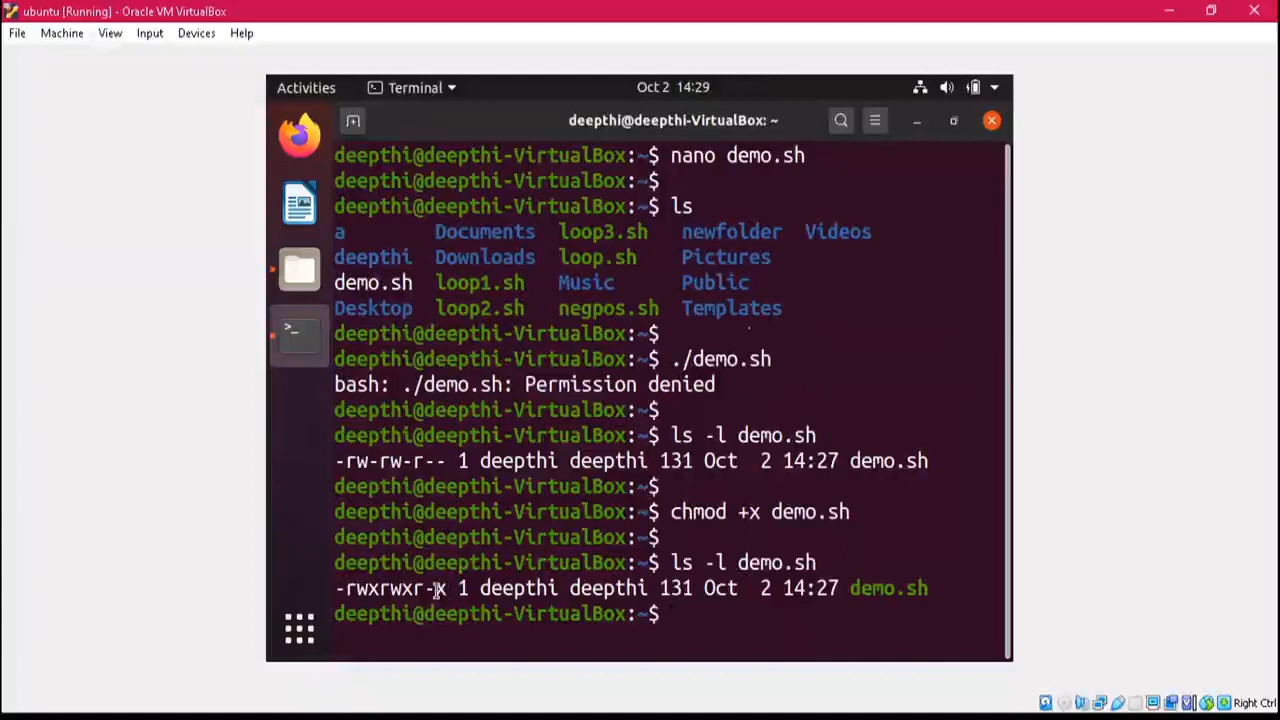 ubuntu [Running] - Oracle VM VirtualBox
File Machine View Input Devices Help
Activities Terminal Oct 2 14:29
deepthi@deepthi-VirtualBox: ~
deepthi@deepthi-VirtualBox:~$ nano demo.sh
deepthi@deepthi-VirtualBox:~$
deepthi@deepthi-VirtualBox:~$ ls
a Documents loop3.sh newfolder Videos
deepthi Downloads loop.sh Pictures
demo.sh loop1.sh Music Public
Desktop loop2.sh negpos.sh Templates
deepthi@deepthi-VirtualBox:~$
deepthi@deepthi-VirtualBox:~$ ./demo.sh
bash: ./demo.sh: Permission denied
deepthi@deepthi-VirtualBox:~$
deepthi@deepthi-VirtualBox:~$ ls -l demo.sh
-rw-rw-r-- 1 deepthi deepthi 131 Oct  2 14:27 demo.sh
deepthi@deepthi-VirtualBox:~$
deepthi@deepthi-VirtualBox:~$ chmod +x demo.sh
deepthi@deepthi-VirtualBox:~$
deepthi@deepthi-VirtualBox:~$ ls -l demo.sh
-rwxrwxr-x 1 deepthi deepthi 131 Oct  2 14:27 demo.sh
deepthi@deepthi-VirtualBox:~$
Right Ctrl